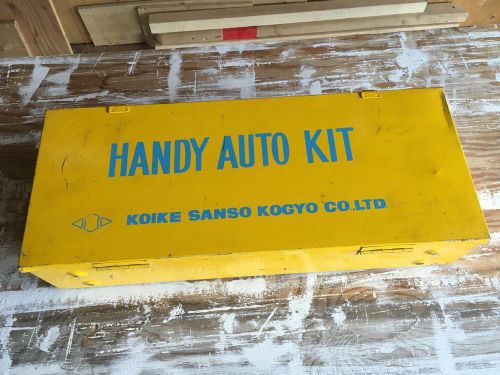 HANDY AUTO KIT
KOIKE SANSO KOGYO CO.LTD